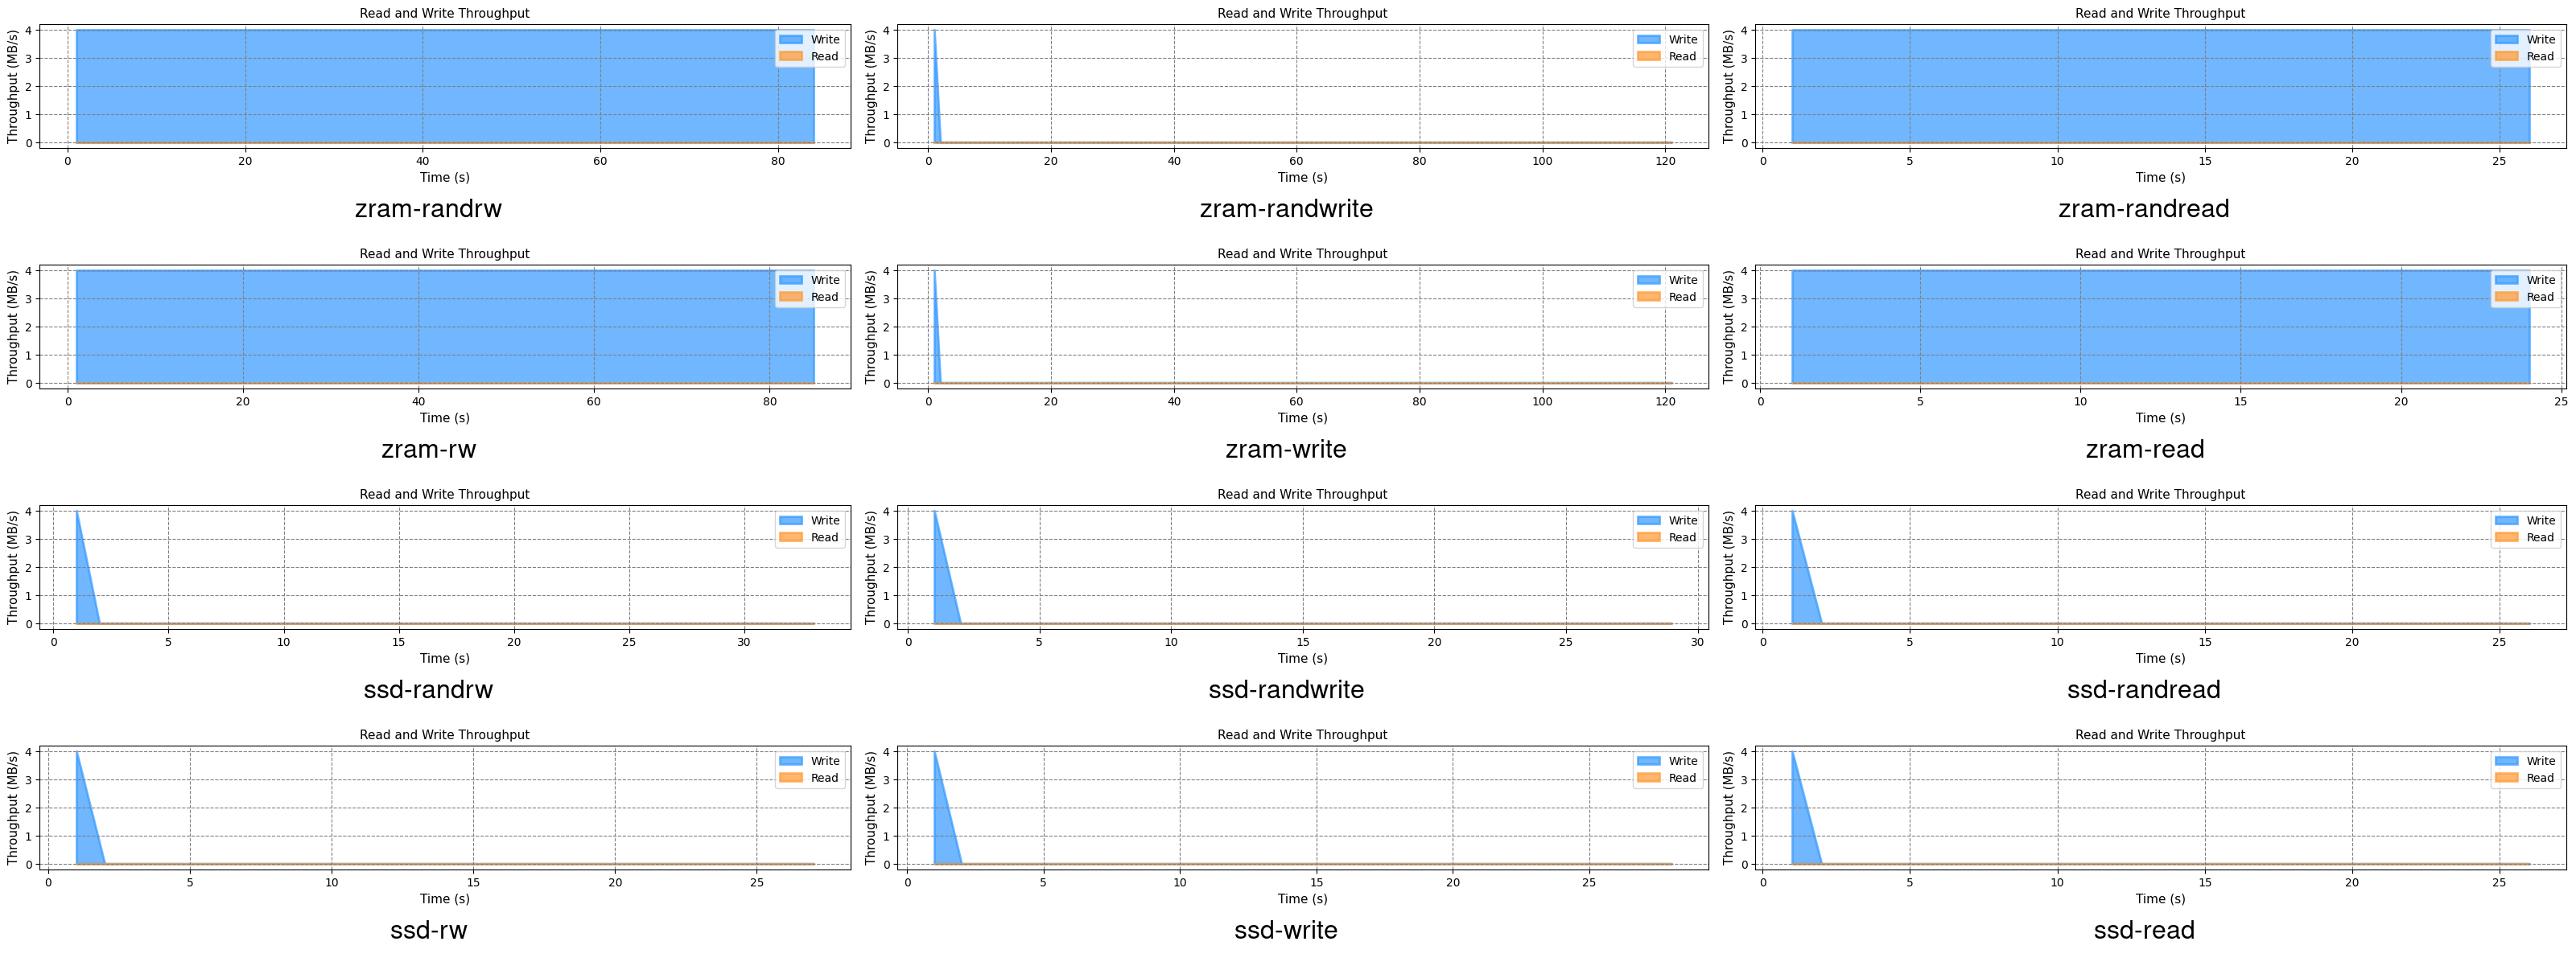 Read and Write Throughput
Throughput (MB/s)
4
3
2
1
0
Write
Read
0 20 40 60 80
Time (s)
zram-randrw
Read and Write Throughput
Throughput (MB/s)
4
3
2
1
0
Write
Read
0 20 40 60 80 100 120
Time (s)
zram-randwrite
Read and Write Throughput
Throughput (MB/s)
4
3
2
1
0
Write
Read
0 5 10 15 20 25
Time (s)
zram-randread
Read and Write Throughput
Throughput (MB/s)
4
3
2
1
0
Write
Read
0 20 40 60 80
Time (s)
zram-rw
Read and Write Throughput
Throughput (MB/s)
4
3
2
1
0
Write
Read
0 20 40 60 80 100 120
Time (s)
zram-write
Read and Write Throughput
Throughput (MB/s)
4
3
2
1
0
Write
Read
0 5 10 15 20 25
Time (s)
zram-read
Read and Write Throughput
Throughput (MB/s)
4
3
2
1
0
Write
Read
0 5 10 15 20 25 30
Time (s)
ssd-randrw
Read and Write Throughput
Throughput (MB/s)
4
3
2
1
0
Write
Read
0 5 10 15 20 25 30
Time (s)
ssd-randwrite
Read and Write Throughput
Throughput (MB/s)
4
3
2
1
0
Write
Read
0 5 10 15 20 25
Time (s)
ssd-randread
Read and Write Throughput
Throughput (MB/s)
4
3
2
1
0
Write
Read
0 5 10 15 20 25
Time (s)
ssd-rw
Read and Write Throughput
Throughput (MB/s)
4
3
2
1
0
Write
Read
0 5 10 15 20 25
Time (s)
ssd-write
Read and Write Throughput
Throughput (MB/s)
4
3
2
1
0
Write
Read
0 5 10 15 20 25
Time (s)
ssd-read